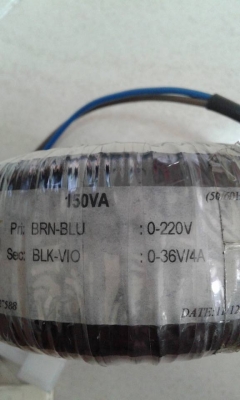 150VA
Pri: BRN-BLU : 0-220V
Sec: BLK-VIO : 0-36V/4A